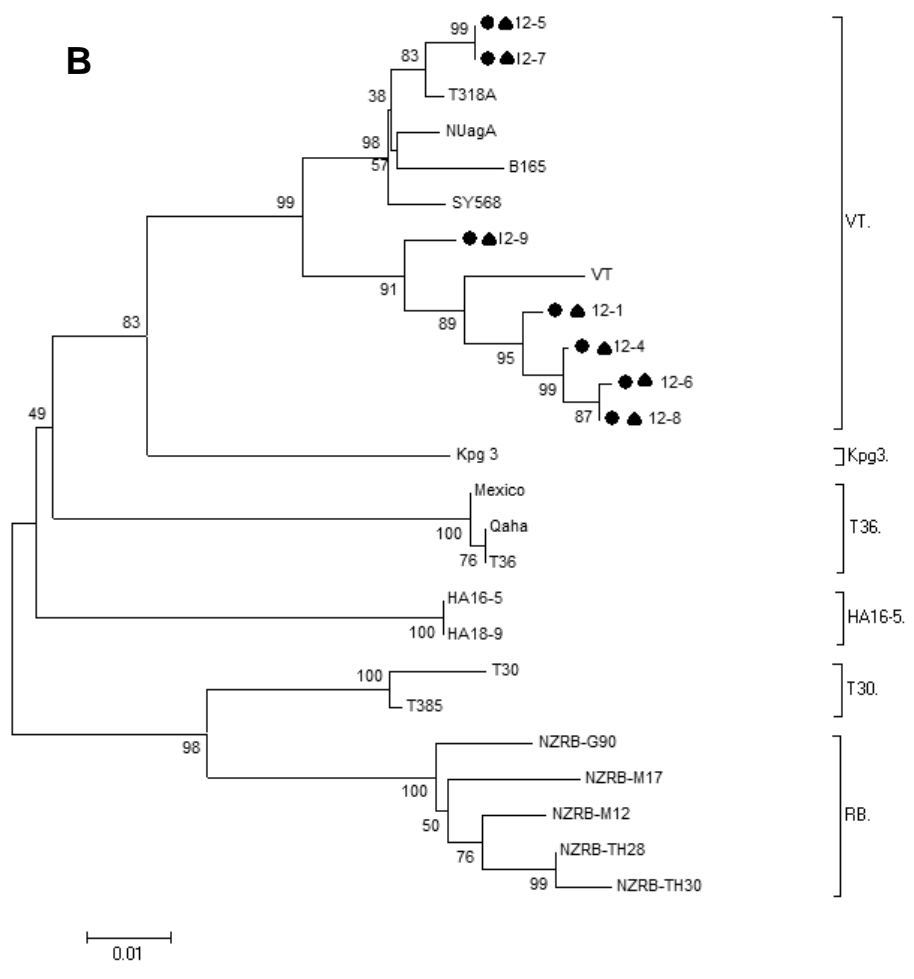 B
99
12-5
I2-7
83
T318A
38
NUagA
98
57
B165
SY568
99
I2-9
VT
91
12-1
89
12-4
95
12-6
99
87
12-8
VT.
83
Kpg 3
Kpg3.
49
Mexico
100
Qaha
76
T36
T36.
HA16-5
100
HA18-9
HA16-5.
100
T30
T385
T30.
98
NZRB-G90
100
NZRB-M17
50
NZRB-M12
76
NZRB-TH28
99
NZRB-TH30
RB.
0.01